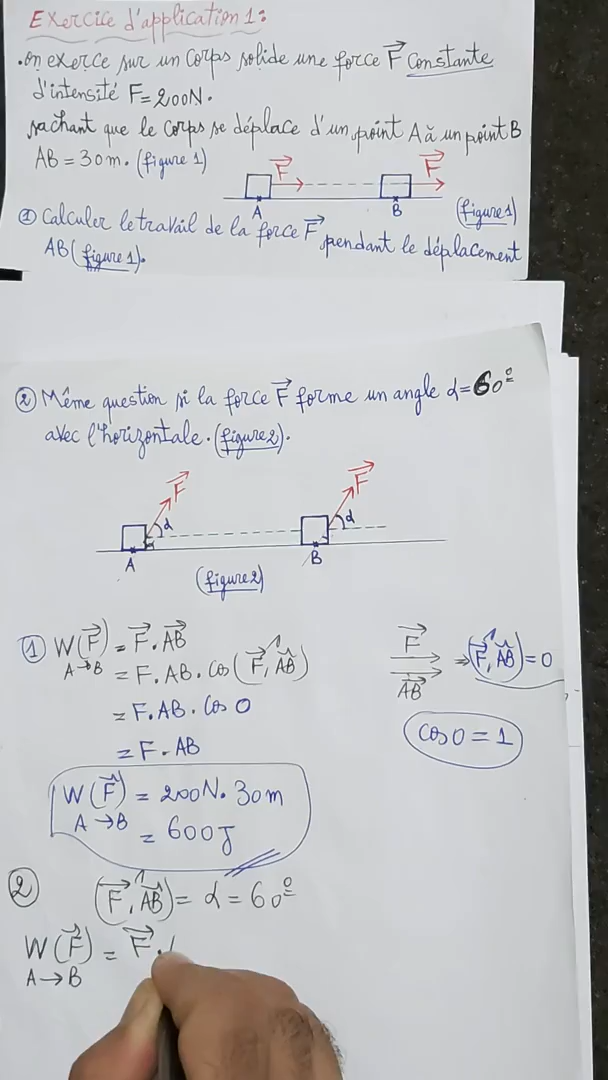 Exercice d'application 1:
.on exerce sur un corps solide une force F⃗ constante
d'intensité F=200N.
sachant que le corps se déplace d'un point A à un point B
AB = 30m. (figure 1)
F⃗ F⃗
A B (figure 1)
① Calculer le travail de la force F⃗ pendant le déplacement
AB (figure 1).
② Même question si la force F⃗ forme un angle α=60°
avec l'horizontale. (figure 2).
F⃗ F⃗
α α
A B
(figure 2)
① W(F⃗) = F⃗ . AB⃗
A→B = F. AB. cos(F⃗, AB⃗)
= F. AB. cos 0
= F. AB
F⃗
AB⃗ ⇒ (F⃗, AB⃗) = 0
cos 0 = 1
W(F⃗) = 200N. 30m
A→B = 600J
② (F⃗, AB⃗) = α = 60°
W(F⃗) = F⃗ .
A→B